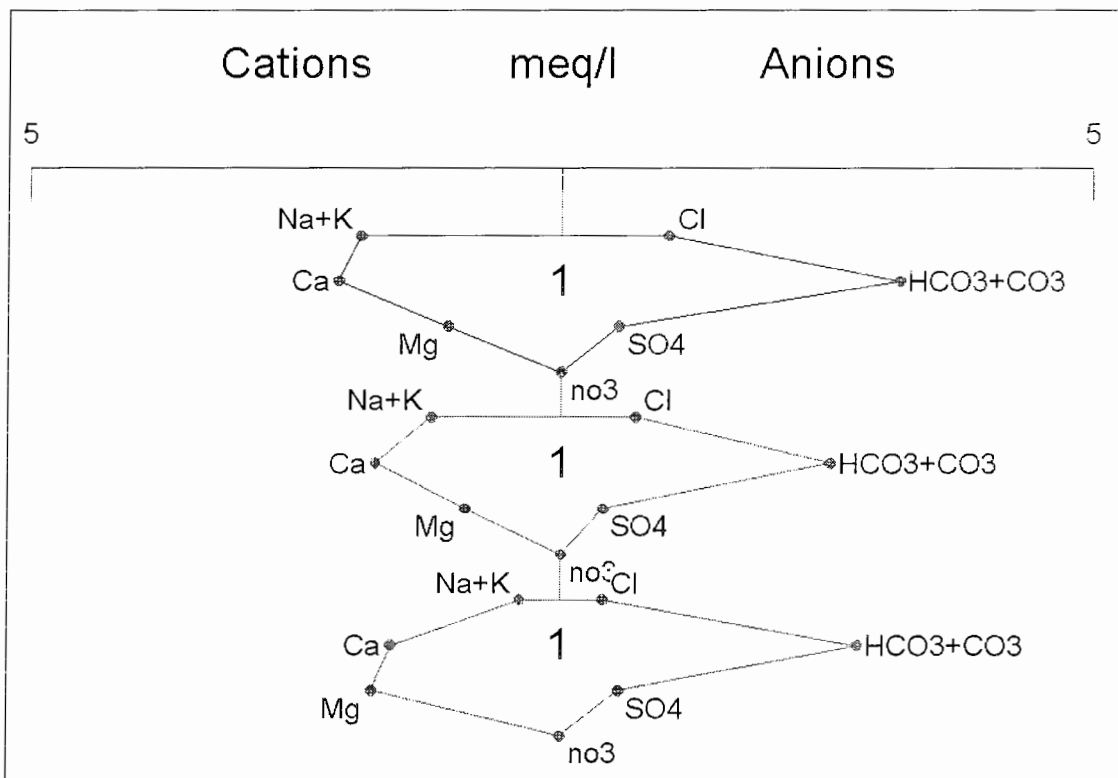 Cations meq/l Anions
5 5
Na+K Cl
Ca 1 HCO3+CO3
Mg SO4
no3
Na+K Cl
Ca 1 HCO3+CO3
Mg SO4
no3
Na+K Cl
Ca 1 HCO3+CO3
Mg SO4
no3